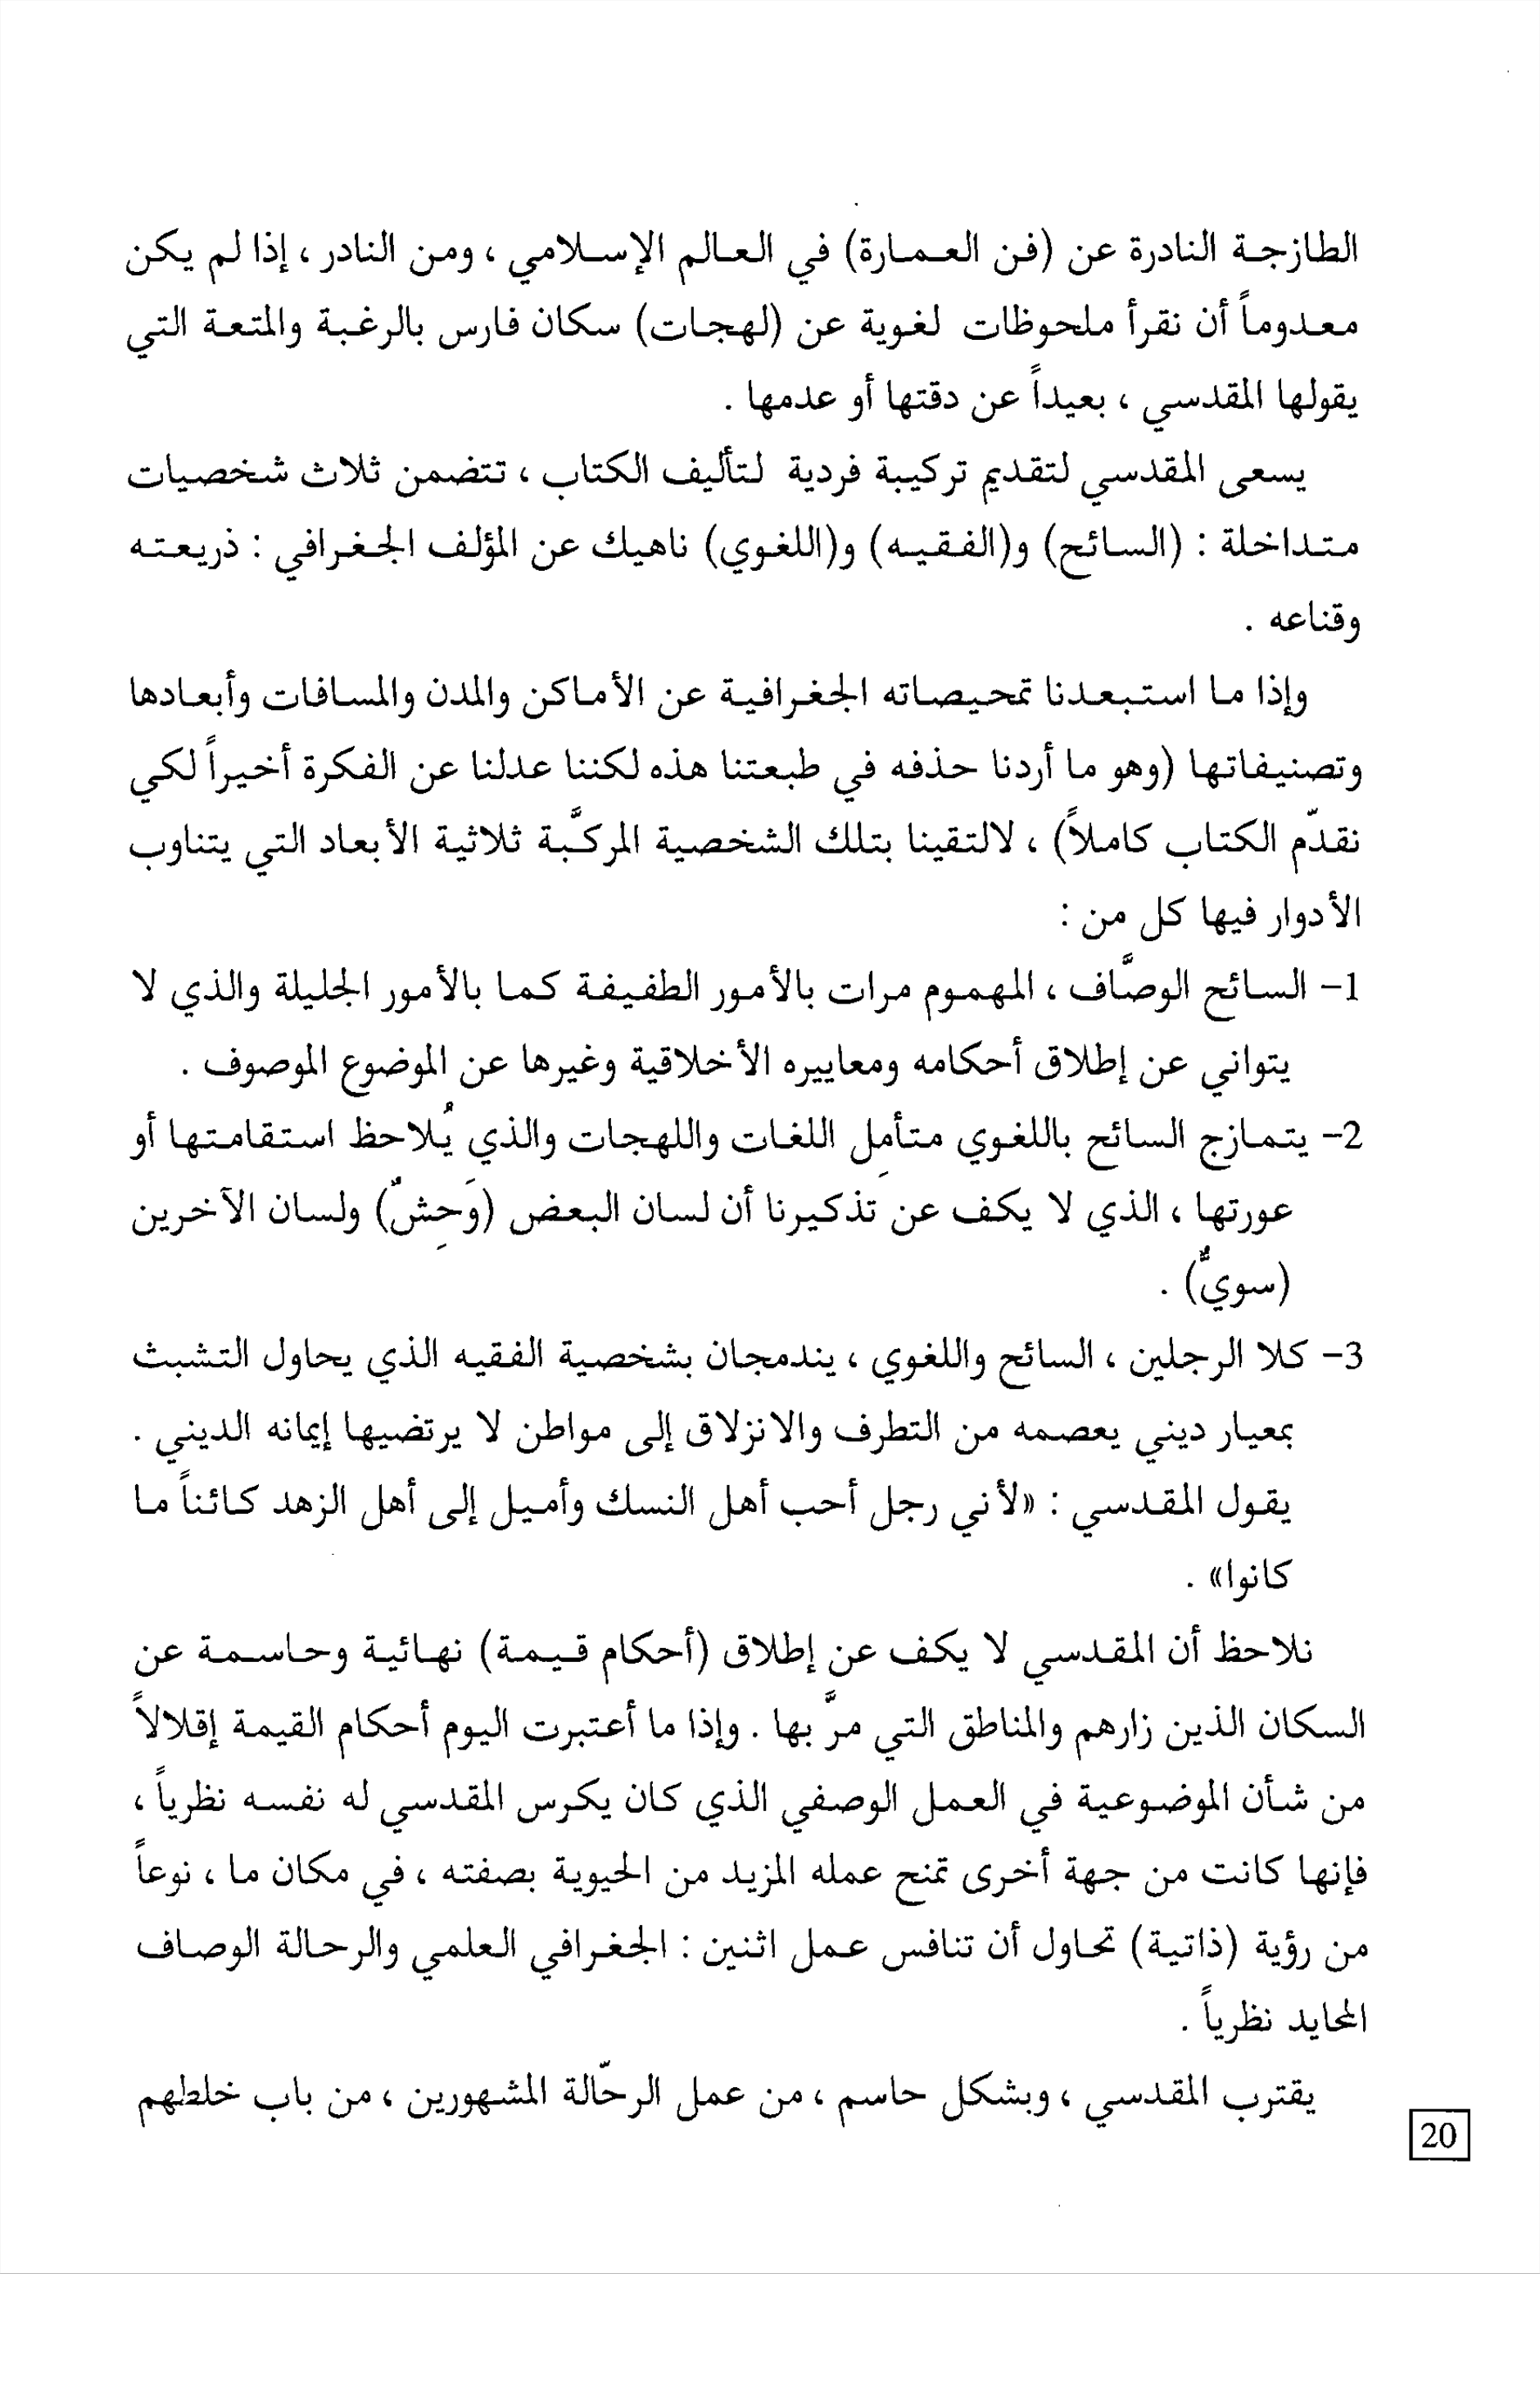 الطازجة النادرة عن (فن العمارة) في العالم الإسلامي ، ومن النادر ، إذا لم يكن
معدوماً أن نقرأ ملحوظات لغوية عن (لهجات) سكان فارس بالرغبة والمتعة التي
يقولها المقدسي ، بعيداً عن دقتها أو عدمها .
يسعى المقدسي لتقديم تركيبة فردية لتأليف الكتاب ، تتضمن ثلاث شخصيات
متداخلة : (السائح) و(الفقيه) و(اللغوي) ناهيك عن المؤلف الجغرافي : ذريعته
وقناعه .
وإذا ما استبعدنا تمحيصاته الجغرافية عن الأماكن والمدن والمسافات وأبعادها
وتصنيفاتها (وهو ما أردنا حذفه في طبعتنا هذه لكننا عدلنا عن الفكرة أخيراً لكي
نقدّم الكتاب كاملاً) ، لالتقينا بتلك الشخصية المركَّبة ثلاثية الأبعاد التي يتناوب
الأدوار فيها كل من :
1- السائح الوصَّاف ، المهموم مرات بالأمور الطفيفة كما بالأمور الجليلة والذي لا
يتواني عن إطلاق أحكامه ومعاييره الأخلاقية وغيرها عن الموضوع الموصوف .
2- يتمازج السائح باللغوي متأمِل اللغات واللهجات والذي يُلاحظ استقامتها أو
عورتها ، الذي لا يكف عن تذكيرنا أن لسان البعض (وَحِشٌ) ولسان الآخرين
(سويٌّ) .
3- كلا الرجلين ، السائح واللغوي ، يندمجان بشخصية الفقيه الذي يحاول التشبث
بمعيار ديني يعصمه من التطرف والانزلاق إلى مواطن لا يرتضيها إيمانه الديني .
يقول المقدسي : «لأني رجل أحب أهل النسك وأميل إلى أهل الزهد كائناً ما
كانوا» .
نلاحظ أن المقدسي لا يكف عن إطلاق (أحكام قيمة) نهائية وحاسمة عن
السكان الذين زارهم والمناطق التي مرَّ بها . وإذا ما أعتبرت اليوم أحكام القيمة إقلالاً
من شأن الموضوعية في العمل الوصفي الذي كان يكرس المقدسي له نفسه نظرياً ،
فإنها كانت من جهة أخرى تمنح عمله المزيد من الحيوية بصفته ، في مكان ما ، نوعاً
من رؤية (ذاتية) تحاول أن تنافس عمل اثنين : الجغرافي العلمي والرحالة الوصاف
المحايد نظرياً .
يقترب المقدسي ، وبشكل حاسم ، من عمل الرحّالة المشهورين ، من باب خلطهم
20